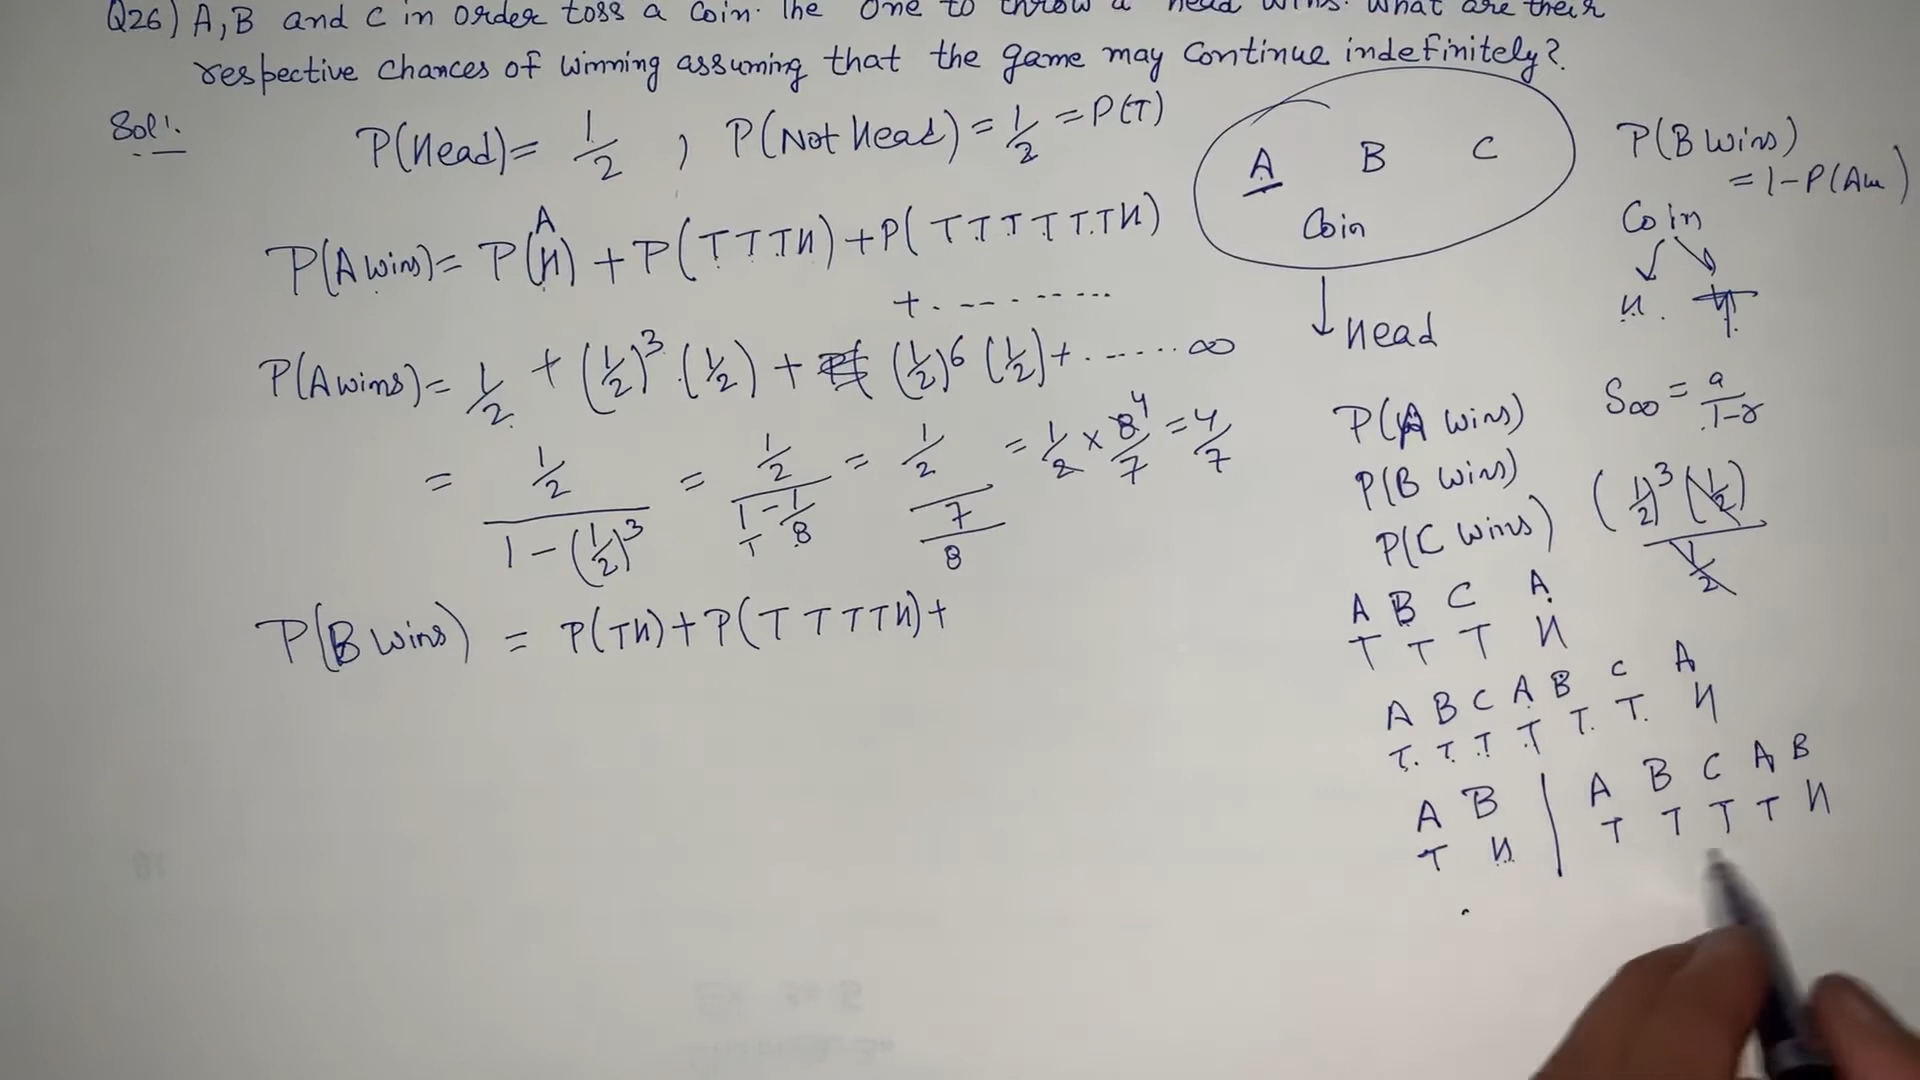 Q26) A, B and C in order toss a coin. The one to throw a head wins. What are their
respective chances of winning assuming that the game may continue indefinitely?
Sol':
P(Head) = 1/2 , P(Not head) = 1/2 = P(T)
A
P(A wins) = P(H) + P(TTTH) + P(TTTTTTH)
+ . . . . . . . .
P(A wins) = 1/2 + (1/2)^3 . (1/2) + (1/2)^6 (1/2) + . . . . . . ∞
= 1/2 / (1 - (1/2)^3) = 1/2 / (1 - 1/8) = 1/2 / (7/8) = 1/2 × 8/7 4 = 4/7
P(B wins) = P(TH) + P(TTTTH) +
A B C
Coin
Head
P(B wins)
= 1 - P(Aw)
Coin
H . T
P(A wins)
P(B wins)
P(C wins)
S∞ = a/(1-r)
(1/2)^3 (1/2) / (1/2)
A B C A
T T T H
A B C A B C A
T. T. T T T. T. H
A B | A B C A B
T H | T T T T H